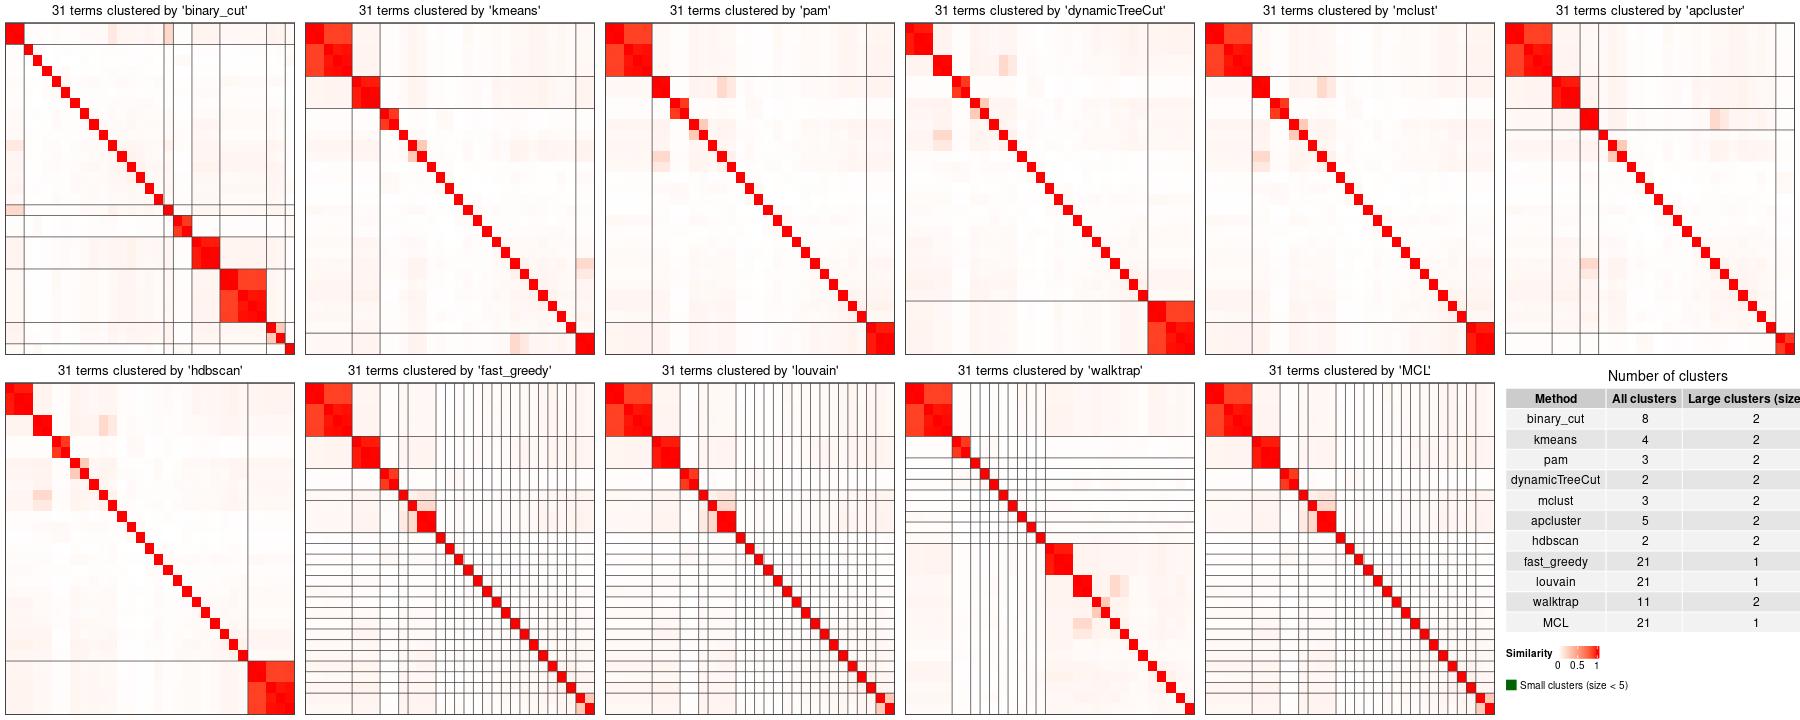 31 terms clustered by 'binary_cut'
31 terms clustered by 'kmeans'
31 terms clustered by 'pam'
31 terms clustered by 'dynamicTreeCut'
31 terms clustered by 'mclust'
31 terms clustered by 'apcluster'
31 terms clustered by 'hdbscan'
31 terms clustered by 'fast_greedy'
31 terms clustered by 'louvain'
31 terms clustered by 'walktrap'
31 terms clustered by 'MCL'
Number of clusters
Method All clusters Large clusters (size
binary_cut 8 2
kmeans 4 2
pam 3 2
dynamicTreeCut 2 2
mclust 3 2
apcluster 5 2
hdbscan 2 2
fast_greedy 21 1
louvain 21 1
walktrap 11 2
MCL 21 1
Similarity
0 0.5 1
Small clusters (size < 5)